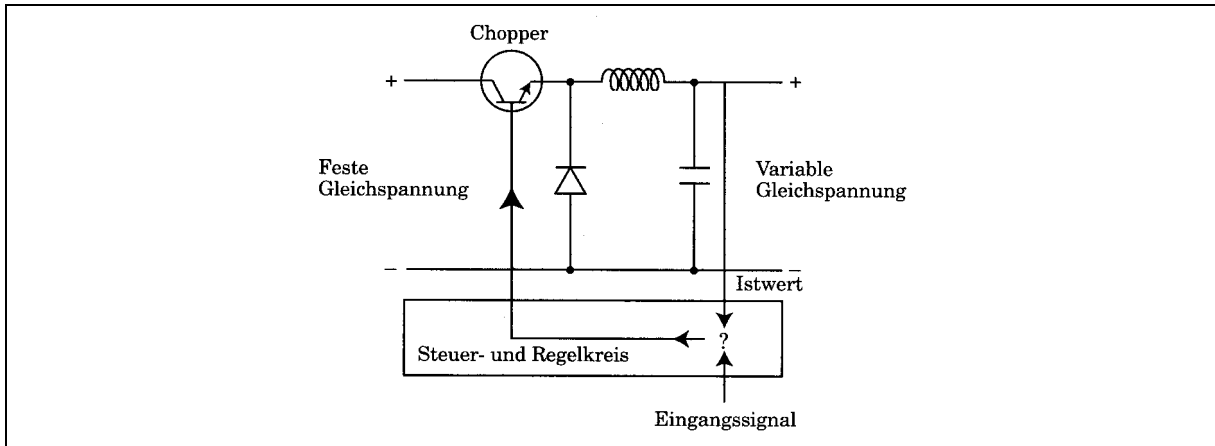 Chopper
+
+
Feste
Gleichspannung
Variable
Gleichspannung
−
−
Istwert
?
Steuer- und Regelkreis
Eingangssignal